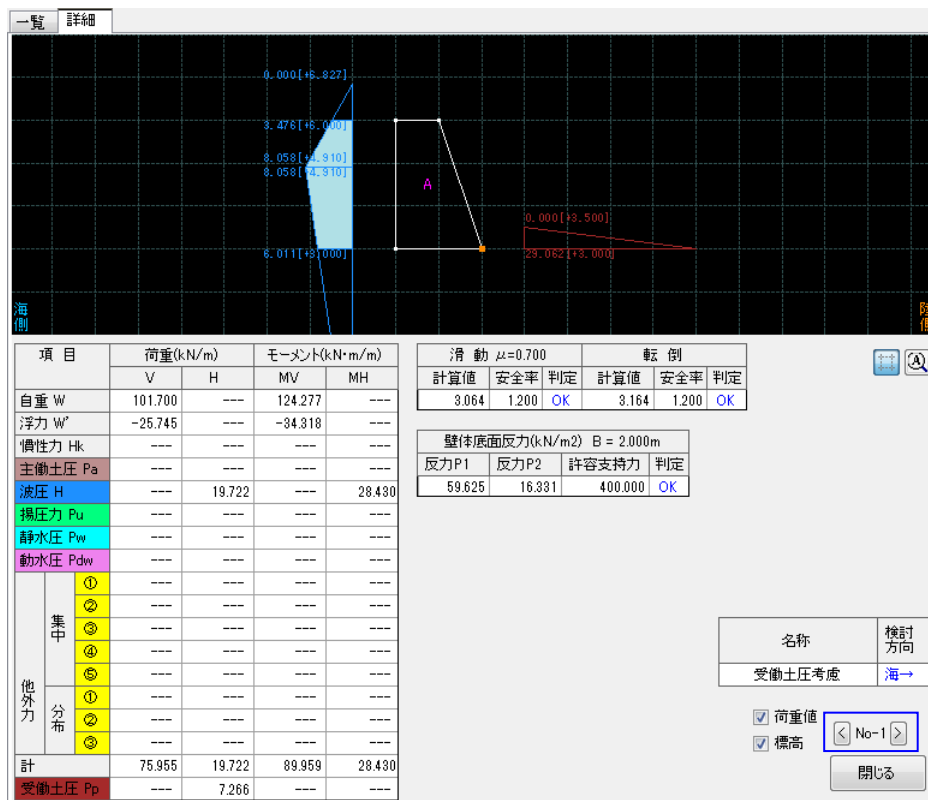 一覧 詳細
0.000[+6.827]
3.476[+6.000]
8.058[+4.910]
8.058[+4.910]
6.011[+3.000]
A
0.000[+3.500]
29.062[+3.000]
海側
項 目 荷重(kN/m) モーメント(kN・m/m)
V H MV MH
自重 W 101.700 --- 124.277 ---
浮力 W' -25.745 --- -34.318 ---
慣性力 Hk --- --- --- ---
主働土圧 Pa --- --- --- ---
波圧 H --- 19.722 --- 28.430
揚圧力 Pu --- --- --- ---
静水圧 Pw --- --- --- ---
動水圧 Pdw --- --- --- ---
他外力
集中
① --- --- --- ---
② --- --- --- ---
③ --- --- --- ---
④ --- --- --- ---
⑤ --- --- --- ---
分布
① --- --- --- ---
② --- --- --- ---
③ --- --- --- ---
計 75.955 19.722 89.959 28.430
受働土圧 Pp --- 7.266 --- ---
滑 動 μ=0.700 転 倒
計算値 安全率 判定 計算値 安全率 判定
3.064 1.200 OK 3.164 1.200 OK
壁体底面反力(kN/m2) B = 2.000m
反力P1 反力P2 許容支持力 判定
59.625 16.331 400.000 OK
A
名称 検討方向
受働土圧考慮 海→
荷重値
標高
< No-1 >
閉じる